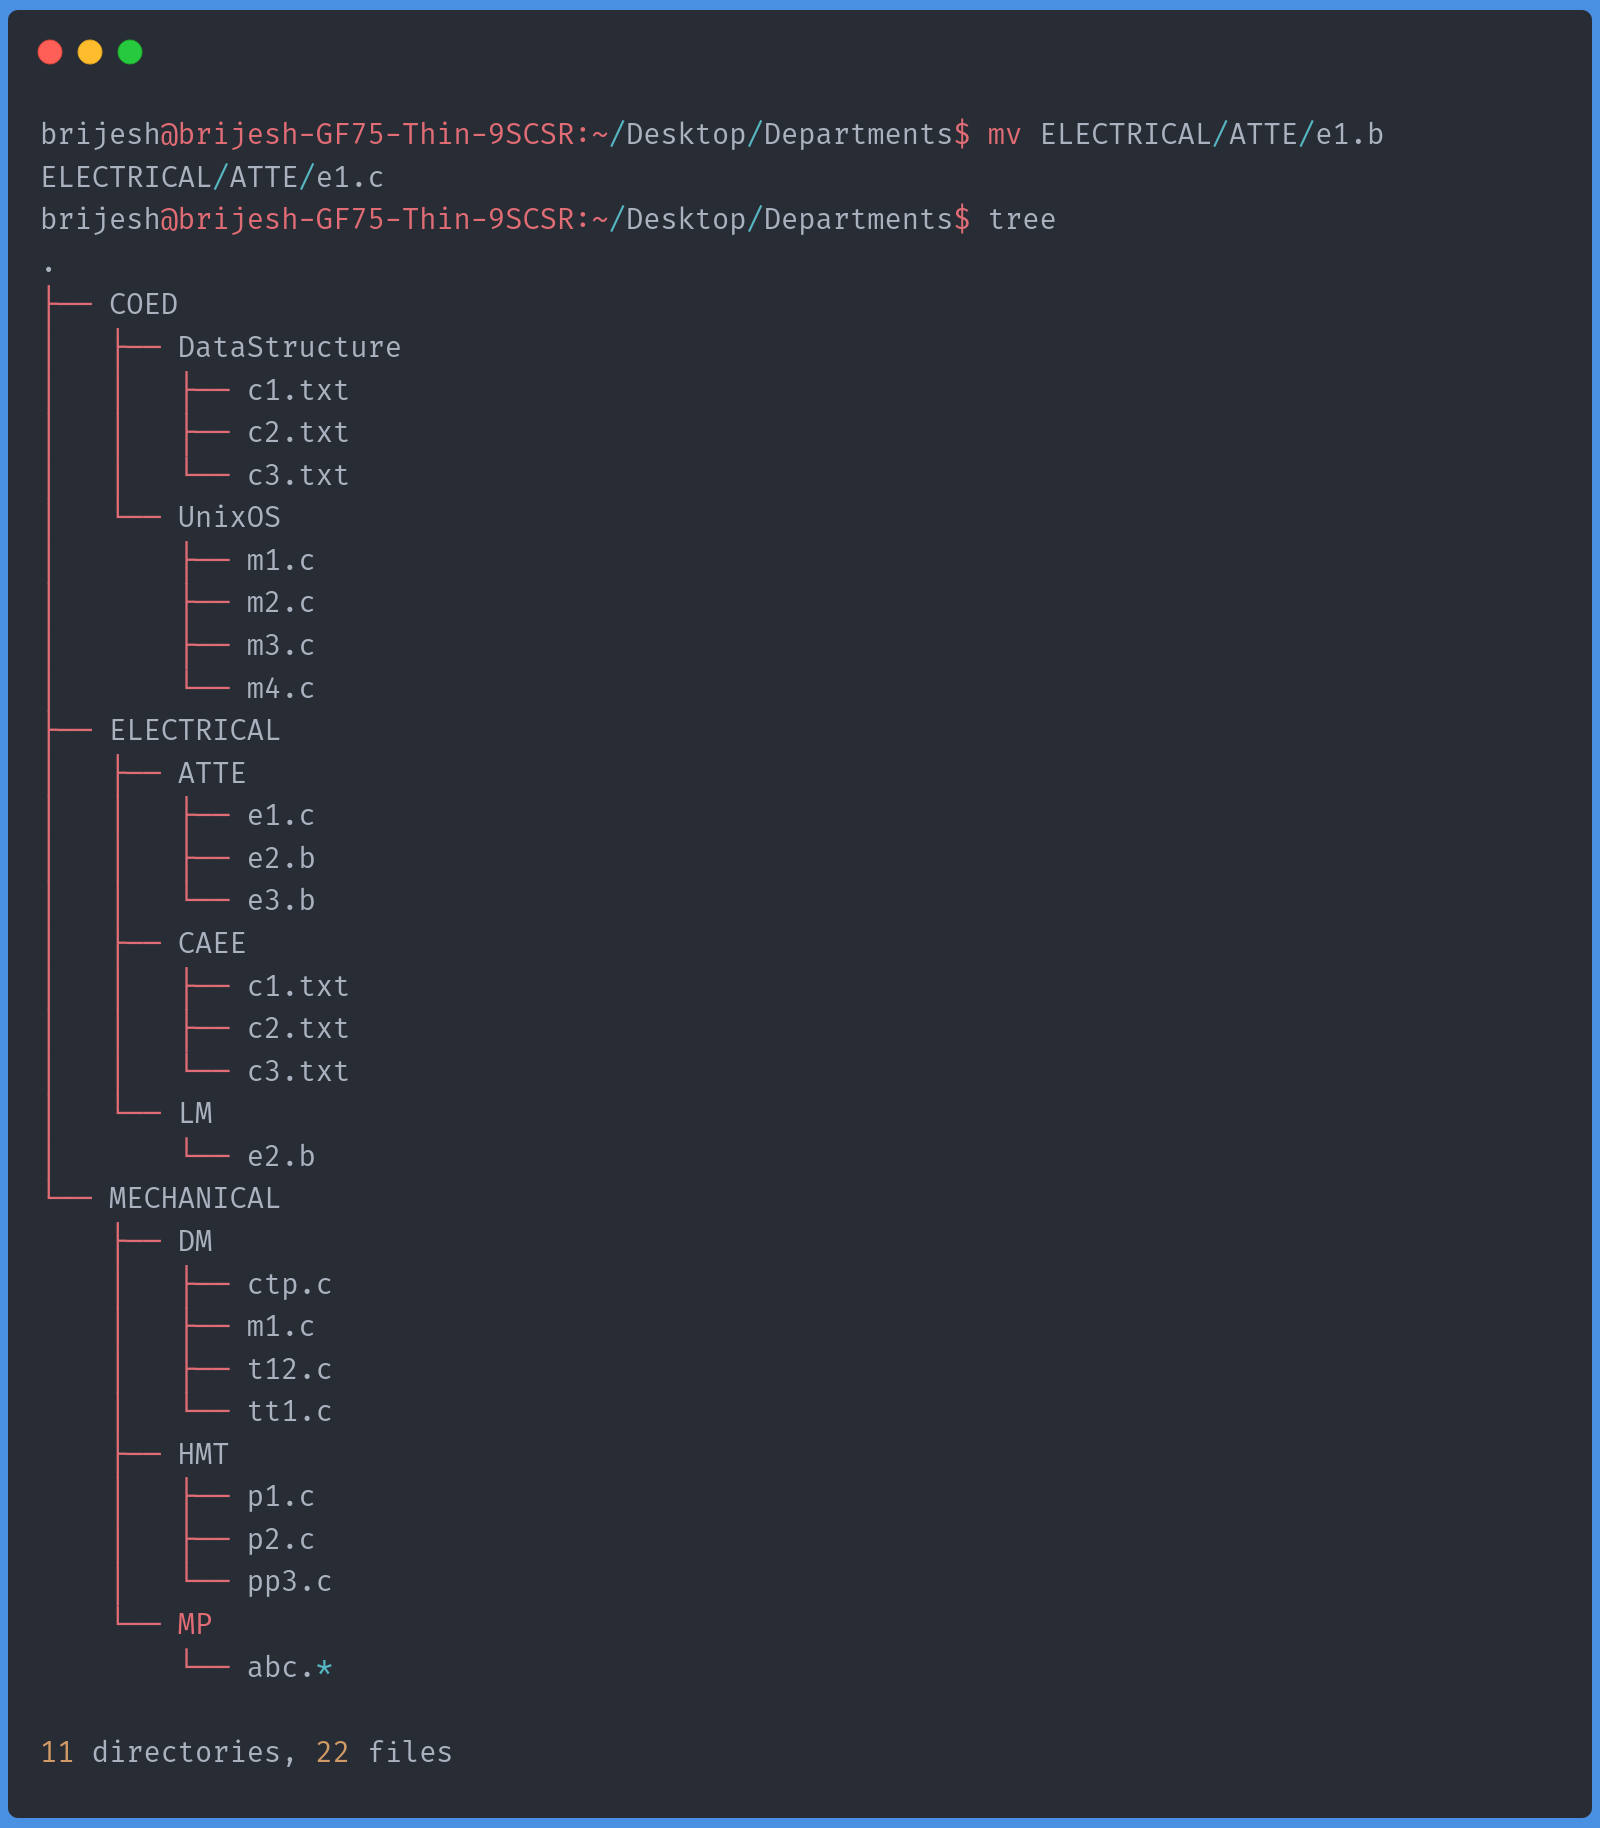 brijesh@brijesh-GF75-Thin-9SCSR:~/Desktop/Departments$ mv ELECTRICAL/ATTE/e1.b
ELECTRICAL/ATTE/e1.c
brijesh@brijesh-GF75-Thin-9SCSR:~/Desktop/Departments$ tree
.
├── COED
│   ├── DataStructure
│   │   ├── c1.txt
│   │   ├── c2.txt
│   │   └── c3.txt
│   └── UnixOS
│       ├── m1.c
│       ├── m2.c
│       ├── m3.c
│       └── m4.c
├── ELECTRICAL
│   ├── ATTE
│   │   ├── e1.c
│   │   ├── e2.b
│   │   └── e3.b
│   ├── CAEE
│   │   ├── c1.txt
│   │   ├── c2.txt
│   │   └── c3.txt
│   └── LM
│       └── e2.b
└── MECHANICAL
    ├── DM
    │   ├── ctp.c
    │   ├── m1.c
    │   ├── t12.c
    │   └── tt1.c
    ├── HMT
    │   ├── p1.c
    │   ├── p2.c
    │   └── pp3.c
    └── MP
        └── abc.*

11 directories, 22 files